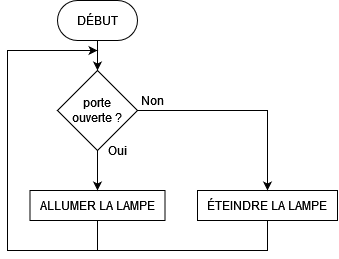 DÉBUT
porte
ouverte ?
Non
Oui
ALLUMER LA LAMPE
ÉTEINDRE LA LAMPE